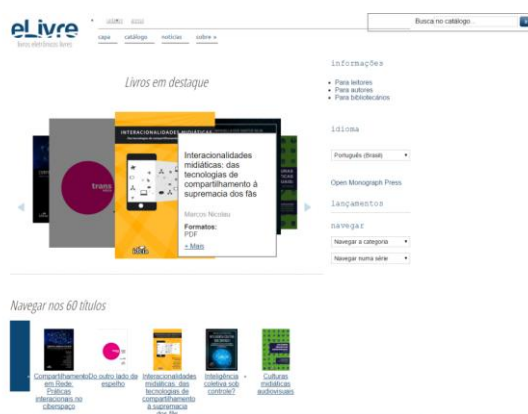 eLivre
livros eletrônicos livres
capa catálogo notícias sobre »
Busca no catálogo...
Livros em destaque
INTERACIONALIDADES MIDIÁTICAS
trans
Interacionalidades
midiáticas: das
tecnologias de
compartilhamento à
supremacia dos fãs
Marcos Nicolau
Formatos:
PDF
+ Mais
informações
Para leitores
Para autores
Para bibliotecários
idioma
Português (Brasil)
Open Monograph Press
lançamentos
navegar
Navegar a categoria
Navegar numa série
Navegar nos 60 títulos
Compartilhamento
em Rede:
Práticas
interacionais no
ciberespaço
Do outro lado do
espelho
Interacionalidades
midiáticas: das
tecnologias de
compartilhamento
à supremacia
dos fãs
Inteligência
coletiva sob
controle?
Culturas
midiáticas
audiovisuais